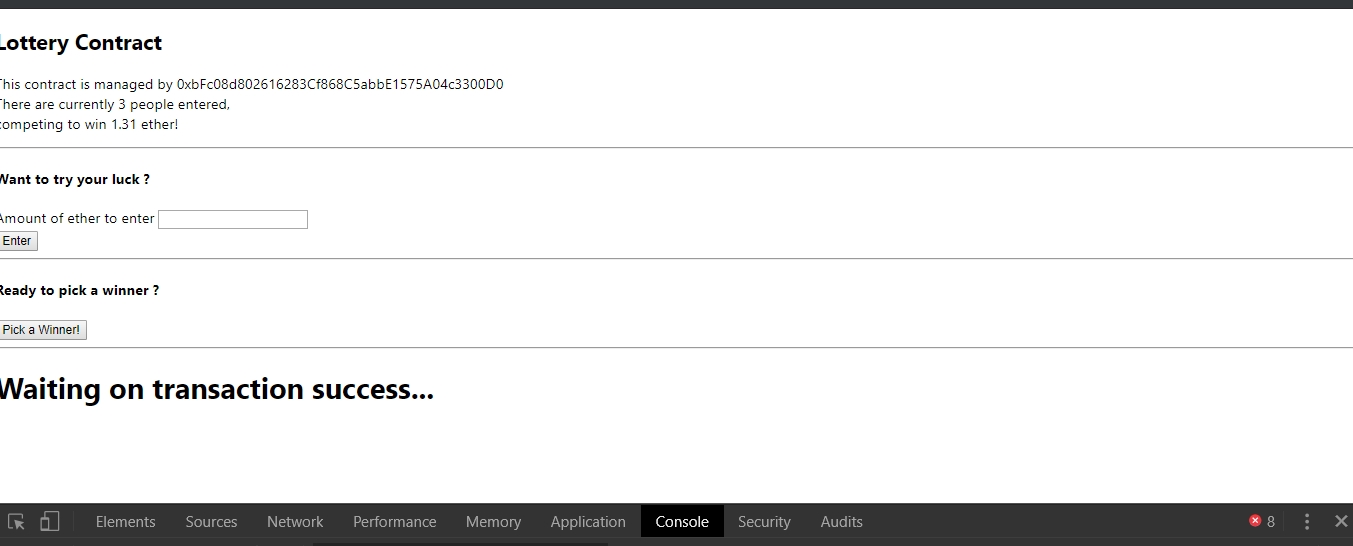 Lottery Contract
This contract is managed by 0xbFc08d802616283Cf868C5abbE1575A04c3300D0
There are currently 3 people entered,
competing to win 1.31 ether!
Want to try your luck ?
Amount of ether to enter
Enter
Ready to pick a winner ?
Pick a Winner!
Waiting on transaction success...
Elements Sources Network Performance Memory Application Console Security Audits 8